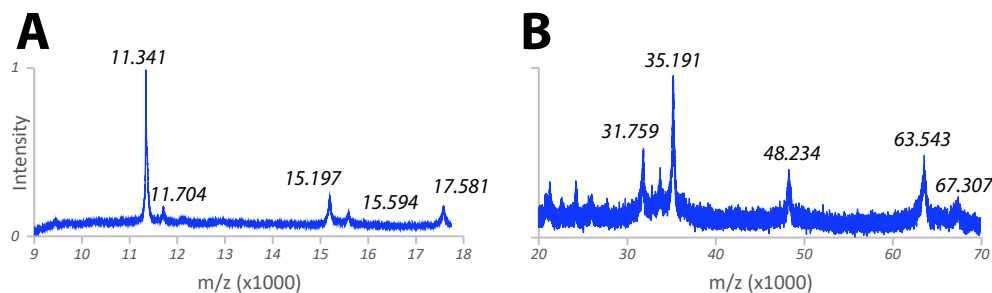 A
11.341
1
Intensity
11.704
15.197
15.594
17.581
0
9 10 11 12 13 14 15 16 17 18
m/z (x1000)
B
35.191
31.759
48.234
63.543
67.307
20 30 40 50 60 70
m/z (x1000)